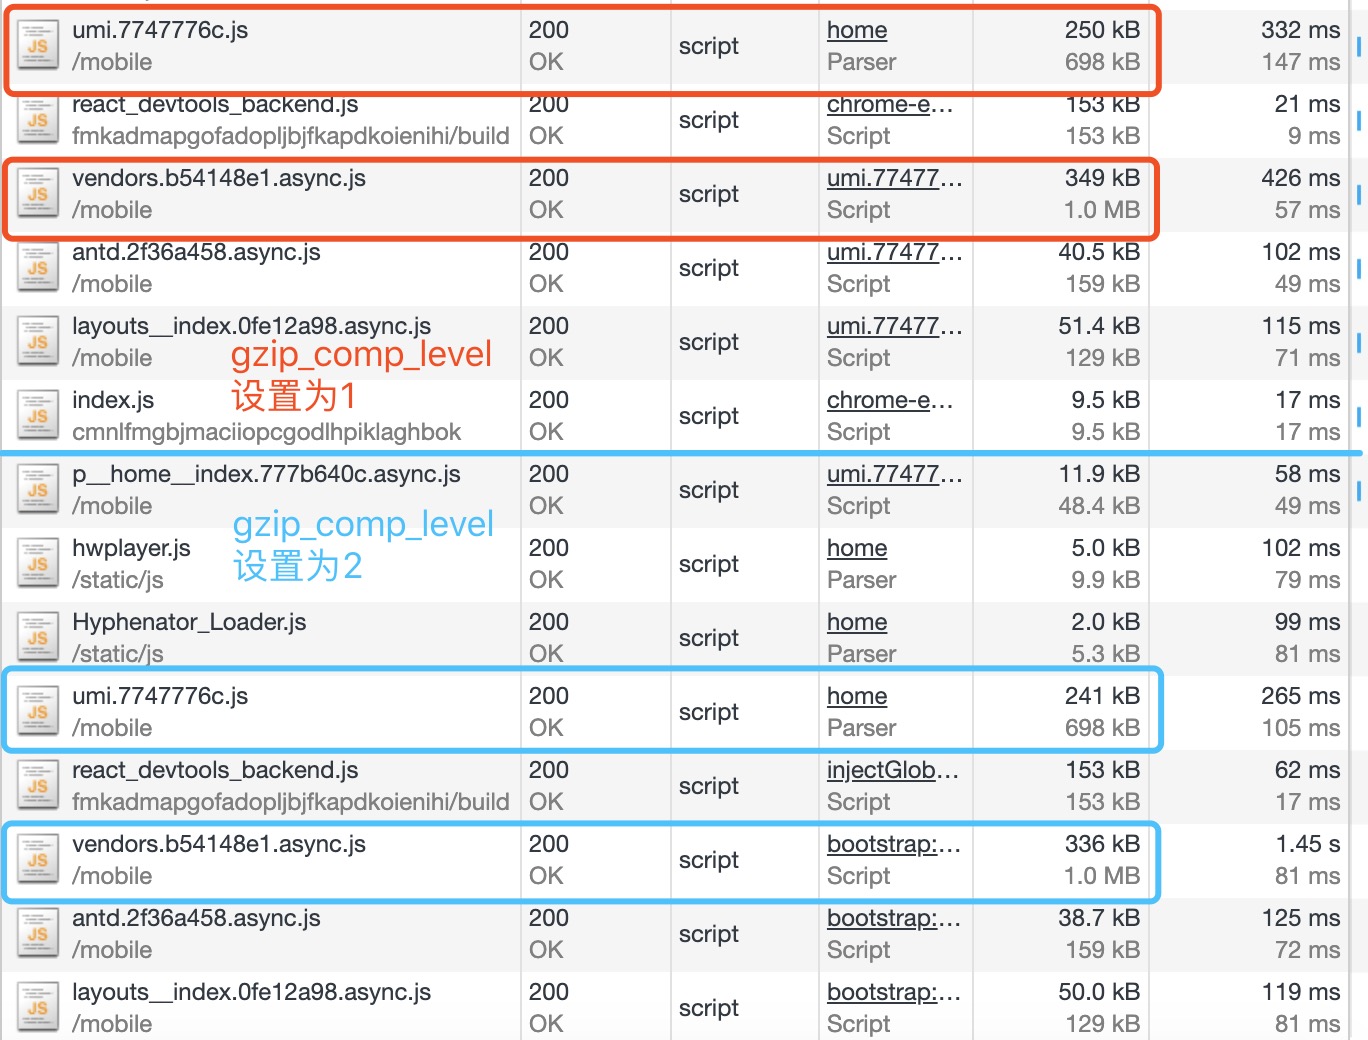 umi.7747776c.js 200 script home 250 kB 332 ms
/mobile OK Parser 698 kB 147 ms
react_devtools_backend.js 200 script chrome-e... 153 kB 21 ms
fmkadmapgofadopljbjfkapdkoienihi/build OK Script 153 kB 9 ms
vendors.b54148e1.async.js 200 script umi.77477... 349 kB 426 ms
/mobile OK Script 1.0 MB 57 ms
antd.2f36a458.async.js 200 script umi.77477... 40.5 kB 102 ms
/mobile OK Script 159 kB 49 ms
layouts__index.0fe12a98.async.js 200 script umi.77477... 51.4 kB 115 ms
/mobile OK Script 129 kB 71 ms
gzip_comp_level
设置为1
index.js 200 script chrome-e... 9.5 kB 17 ms
cmnlfmgbjmaciiopcgodlhpiklaghbok OK Script 9.5 kB 17 ms
p__home__index.777b640c.async.js 200 script umi.77477... 11.9 kB 58 ms
/mobile OK Script 48.4 kB 49 ms
gzip_comp_level
设置为2
hwplayer.js 200 script home 5.0 kB 102 ms
/static/js OK Parser 9.9 kB 79 ms
Hyphenator_Loader.js 200 script home 2.0 kB 99 ms
/static/js OK Parser 5.3 kB 81 ms
umi.7747776c.js 200 script home 241 kB 265 ms
/mobile OK Parser 698 kB 105 ms
react_devtools_backend.js 200 script injectGlob... 153 kB 62 ms
fmkadmapgofadopljbjfkapdkoienihi/build OK Script 153 kB 17 ms
vendors.b54148e1.async.js 200 script bootstrap:... 336 kB 1.45 s
/mobile OK Script 1.0 MB 81 ms
antd.2f36a458.async.js 200 script bootstrap:... 38.7 kB 125 ms
/mobile OK Script 159 kB 72 ms
layouts__index.0fe12a98.async.js 200 script bootstrap:... 50.0 kB 119 ms
/mobile OK Script 129 kB 81 ms